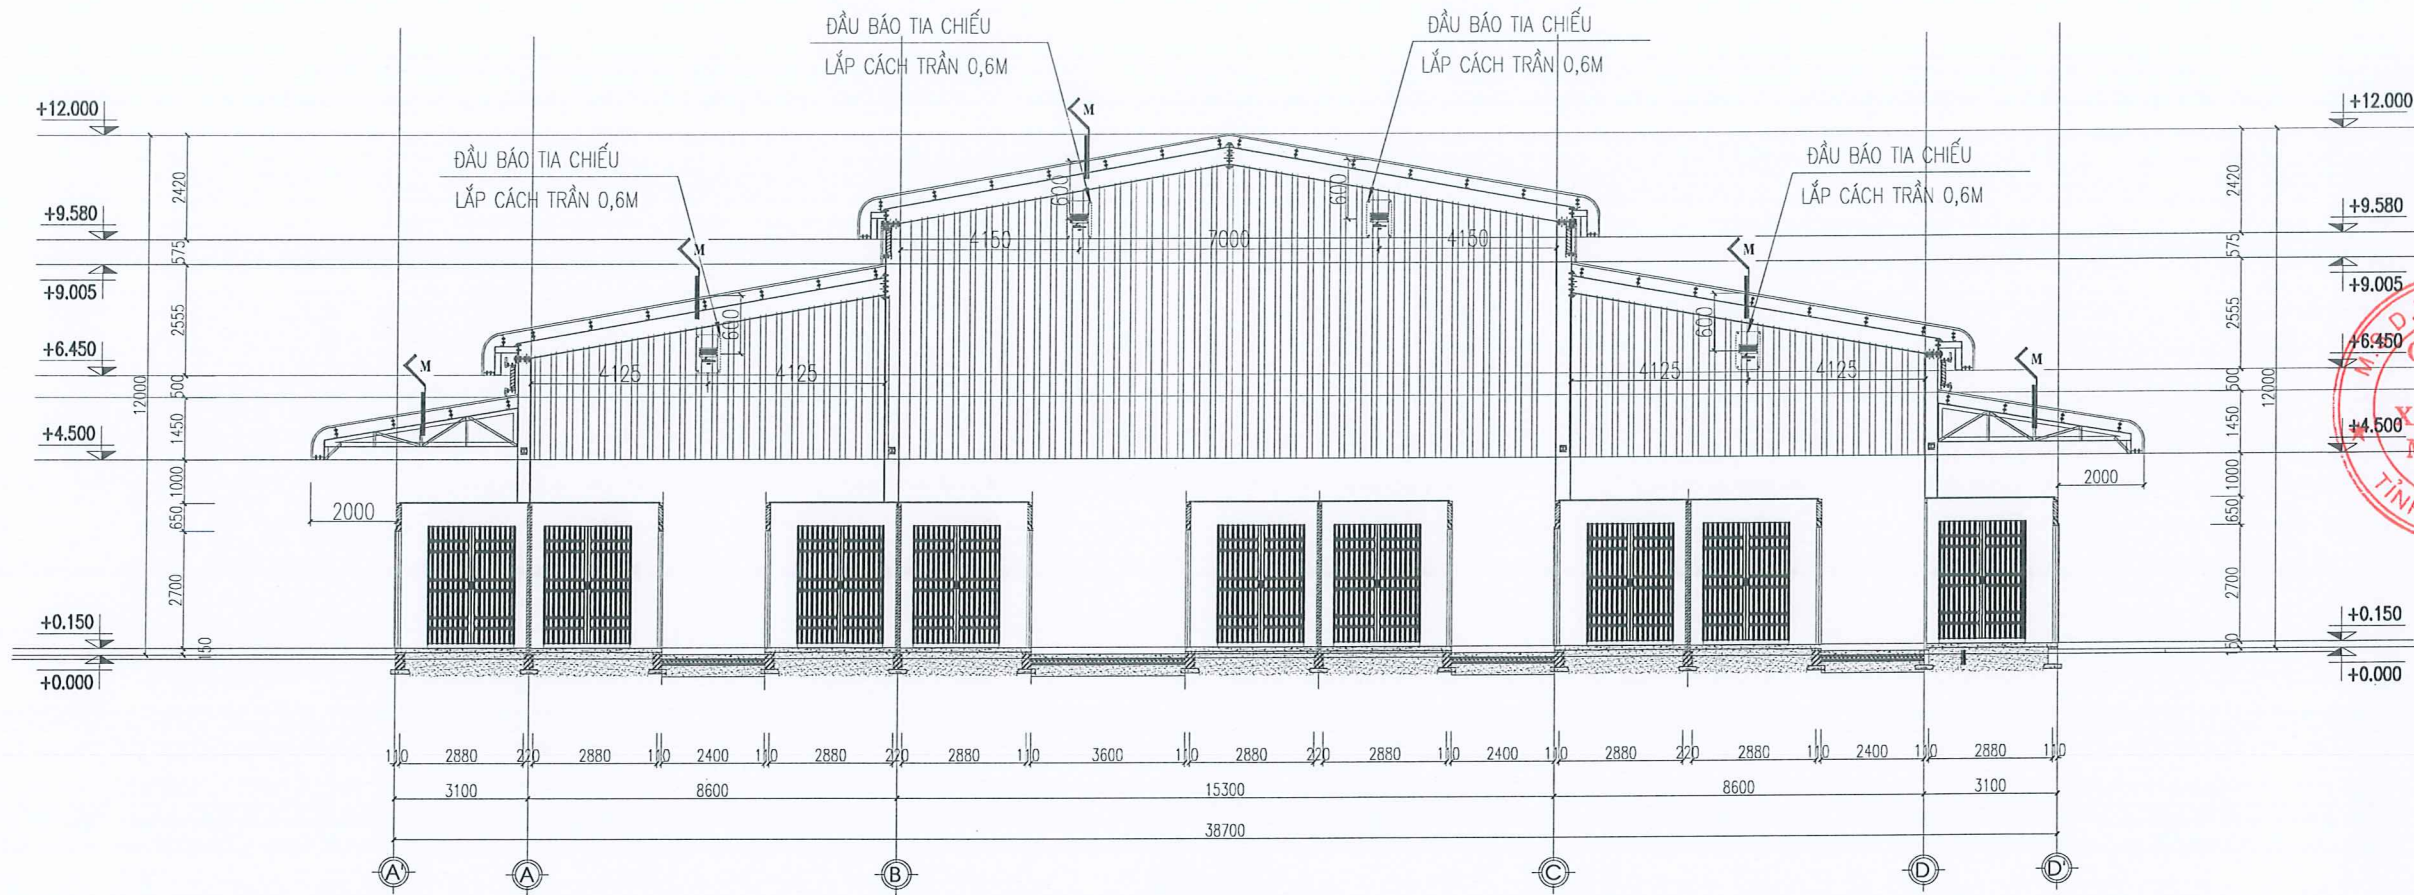 ĐẦU BÁO TIA CHIẾU
LẮP CÁCH TRẦN 0,6M
ĐẦU BÁO TIA CHIẾU
LẮP CÁCH TRẦN 0,6M
ĐẦU BÁO TIA CHIẾU
LẮP CÁCH TRẦN 0,6M
ĐẦU BÁO TIA CHIẾU
LẮP CÁCH TRẦN 0,6M
+12.000
+9.580
+9.005
+6.450
+4.500
+0.150
+0.000
12000
2420
575
2555
500
1450
1000
650
2700
150
2000
M
M
M
M
M
600
600
600
600
4150 7000 4150
4125 4125
4125 4125
+12.000
+9.580
+9.005
+6.450
+4.500
+0.150
+0.000
2420
575
2555
500
1450
1000
650
2700
150
12000
2000
M.S.D
TỈNH
110 2880 220 2880 110 2400 110 2880 220 2880 110 3600 110 2880 220 2880 110 2400 110 2880 220 2880 110 2400 110 2880 110
3100 8600 15300 8600 3100
38700
A' A B C D D'